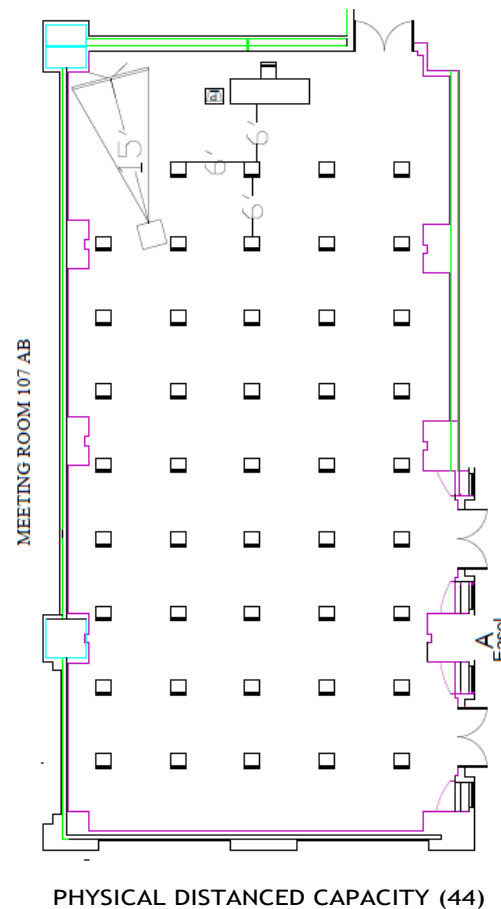 15'
6'
6'
6'
MEETING ROOM 107 AB
A
Easel
PHYSICAL DISTANCED CAPACITY (44)